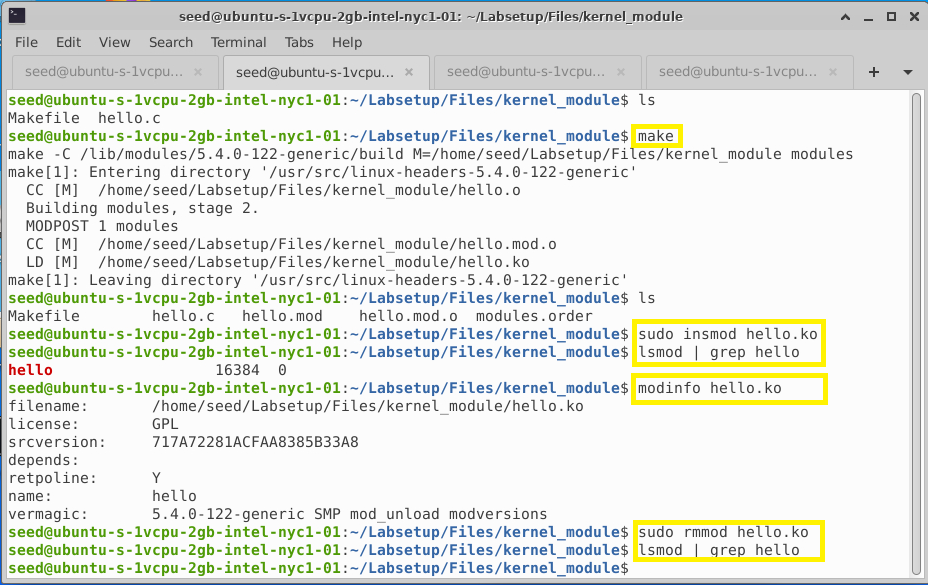 seed@ubuntu-s-1vcpu-2gb-intel-nyc1-01: ~/Labsetup/Files/kernel_module
File Edit View Search Terminal Tabs Help
seed@ubuntu-s-1vcpu... × seed@ubuntu-s-1vcpu... × seed@ubuntu-s-1vcpu... × seed@ubuntu-s-1vcpu... ×
seed@ubuntu-s-1vcpu-2gb-intel-nyc1-01:~/Labsetup/Files/kernel_module$ ls
Makefile  hello.c
seed@ubuntu-s-1vcpu-2gb-intel-nyc1-01:~/Labsetup/Files/kernel_module$ make
make -C /lib/modules/5.4.0-122-generic/build M=/home/seed/Labsetup/Files/kernel_module modules
make[1]: Entering directory '/usr/src/linux-headers-5.4.0-122-generic'
  CC [M]  /home/seed/Labsetup/Files/kernel_module/hello.o
  Building modules, stage 2.
  MODPOST 1 modules
  CC [M]  /home/seed/Labsetup/Files/kernel_module/hello.mod.o
  LD [M]  /home/seed/Labsetup/Files/kernel_module/hello.ko
make[1]: Leaving directory '/usr/src/linux-headers-5.4.0-122-generic'
seed@ubuntu-s-1vcpu-2gb-intel-nyc1-01:~/Labsetup/Files/kernel_module$ ls
Makefile        hello.c   hello.mod    hello.mod.o  modules.order
seed@ubuntu-s-1vcpu-2gb-intel-nyc1-01:~/Labsetup/Files/kernel_module$ sudo insmod hello.ko
seed@ubuntu-s-1vcpu-2gb-intel-nyc1-01:~/Labsetup/Files/kernel_module$ lsmod | grep hello
hello                  16384  0
seed@ubuntu-s-1vcpu-2gb-intel-nyc1-01:~/Labsetup/Files/kernel_module$ modinfo hello.ko
filename:       /home/seed/Labsetup/Files/kernel_module/hello.ko
license:        GPL
srcversion:     717A72281ACFAA8385B33A8
depends:
retpoline:      Y
name:           hello
vermagic:       5.4.0-122-generic SMP mod_unload modversions
seed@ubuntu-s-1vcpu-2gb-intel-nyc1-01:~/Labsetup/Files/kernel_module$ sudo rmmod hello.ko
seed@ubuntu-s-1vcpu-2gb-intel-nyc1-01:~/Labsetup/Files/kernel_module$ lsmod | grep hello
seed@ubuntu-s-1vcpu-2gb-intel-nyc1-01:~/Labsetup/Files/kernel_module$